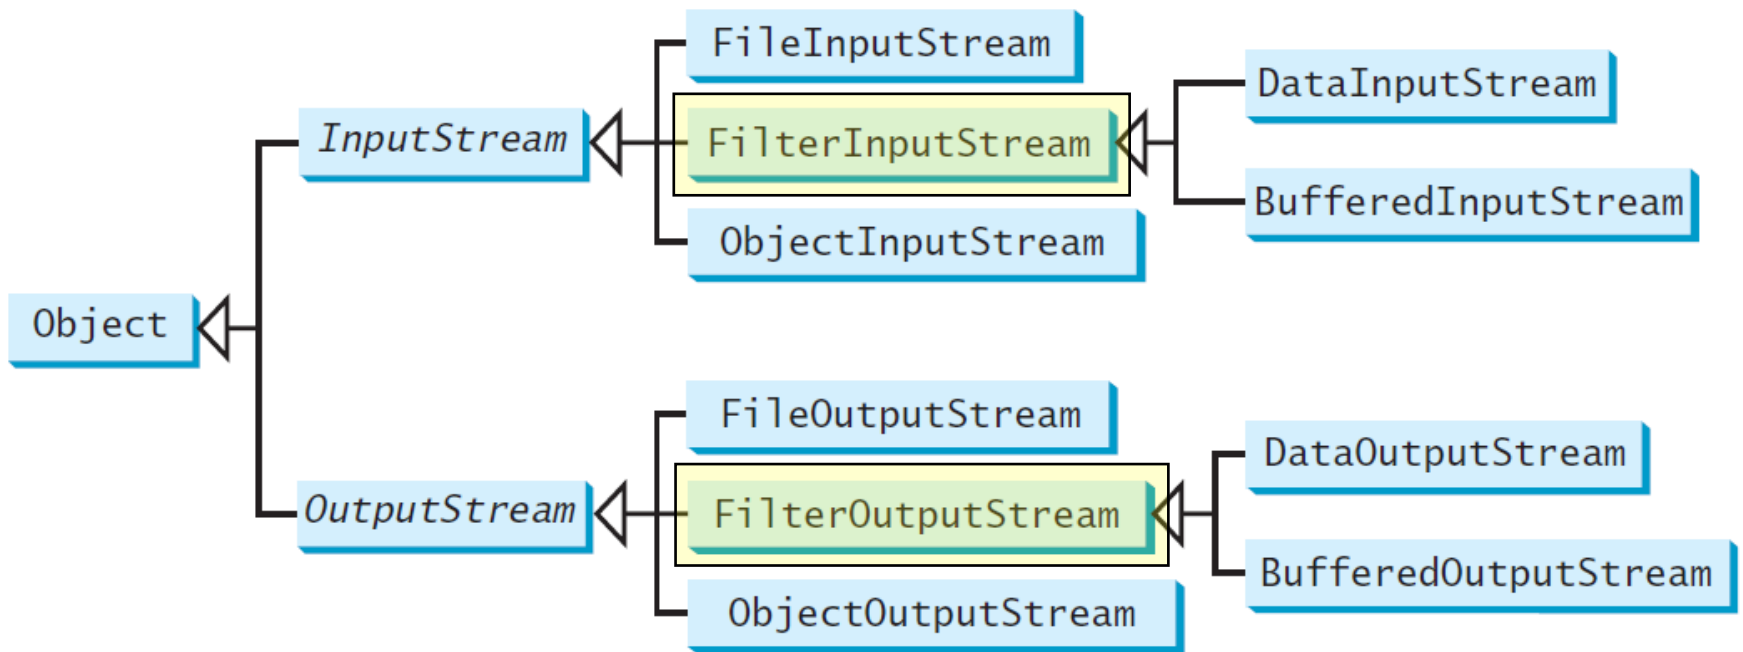 Object
InputStream
FileInputStream
FilterInputStream
ObjectInputStream
DataInputStream
BufferedInputStream
OutputStream
FileOutputStream
FilterOutputStream
ObjectOutputStream
DataOutputStream
BufferedOutputStream